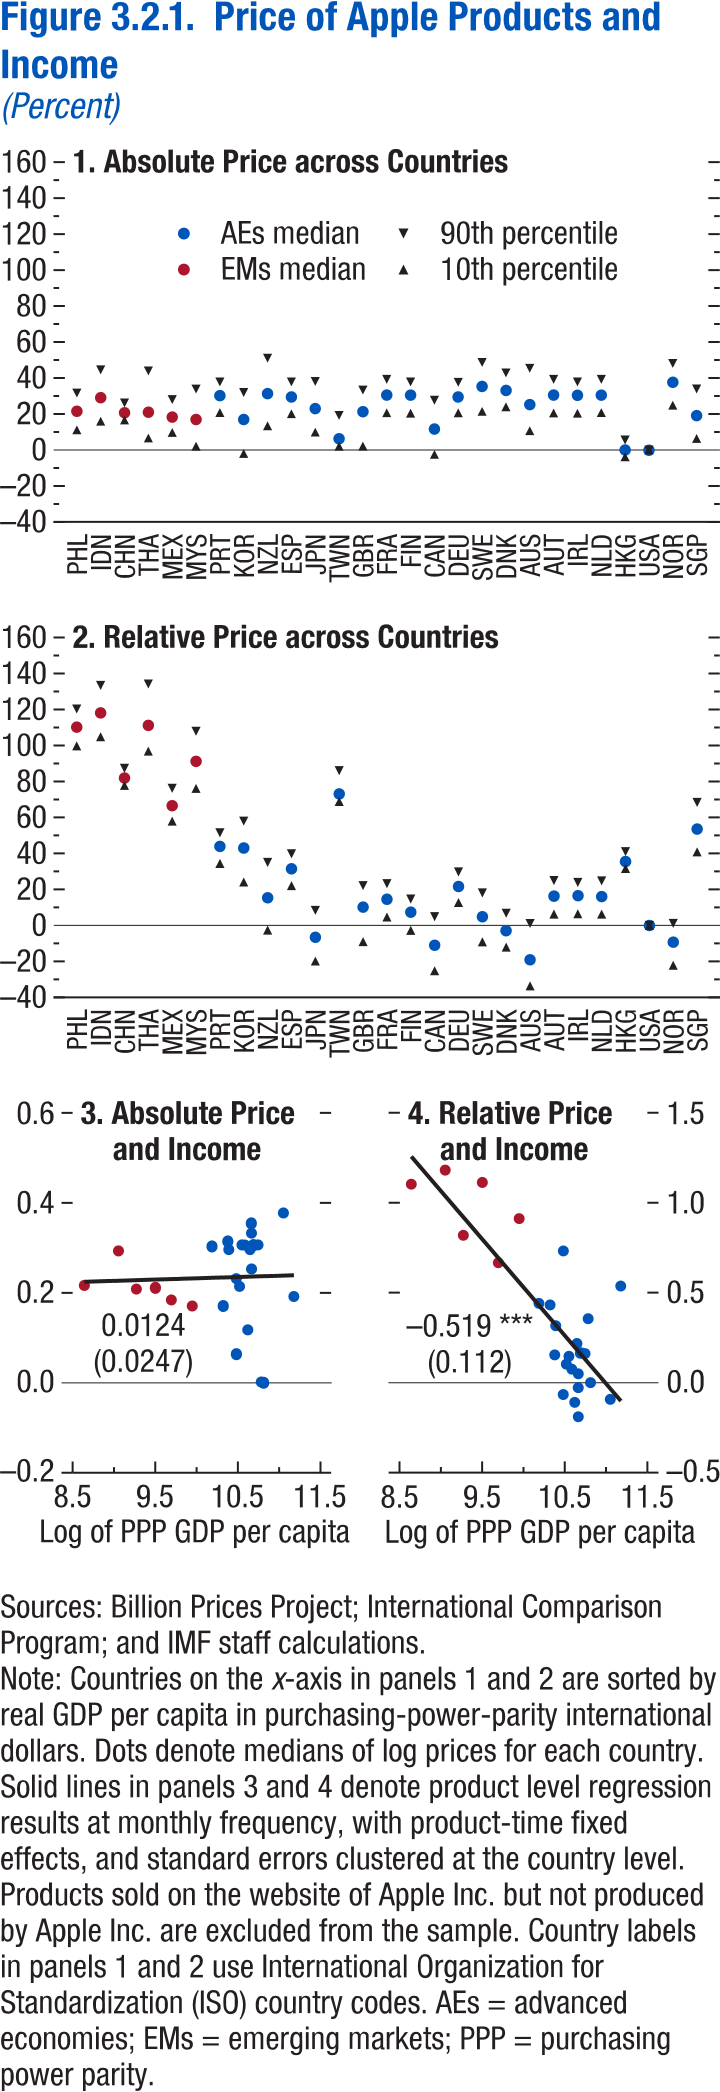 Figure 3.2.1.  Price of Apple Products and
Income
(Percent)
160
1. Absolute Price across Countries
140
120
AEs median
90th percentile
100
EMs median
10th percentile
80
60
40
20
0
–20
–40
PHL IDN CHN THA MEX MYS PRT KOR NZL ESP JPN TWN GBR FRA FIN CAN DEU SWE DNK AUS AUT IRL NLD HKG USA NOR SGP
160
2. Relative Price across Countries
140
120
100
80
60
40
20
0
–20
–40
PHL IDN CHN THA MEX MYS PRT KOR NZL ESP JPN TWN GBR FRA FIN CAN DEU SWE DNK AUS AUT IRL NLD HKG USA NOR SGP
3. Absolute Price
and Income
0.6
0.4
0.2
0.0
–0.2
0.0124
(0.0247)
8.5 9.5 10.5 11.5
Log of PPP GDP per capita
4. Relative Price
and Income
1.5
1.0
0.5
0.0
–0.5
–0.519 ***
(0.112)
8.5 9.5 10.5 11.5
Log of PPP GDP per capita
Sources: Billion Prices Project; International Comparison
Program; and IMF staff calculations.
Note: Countries on the x-axis in panels 1 and 2 are sorted by
real GDP per capita in purchasing-power-parity international
dollars. Dots denote medians of log prices for each country.
Solid lines in panels 3 and 4 denote product level regression
results at monthly frequency, with product-time fixed
effects, and standard errors clustered at the country level.
Products sold on the website of Apple Inc. but not produced
by Apple Inc. are excluded from the sample. Country labels
in panels 1 and 2 use International Organization for
Standardization (ISO) country codes. AEs = advanced
economies; EMs = emerging markets; PPP = purchasing
power parity.